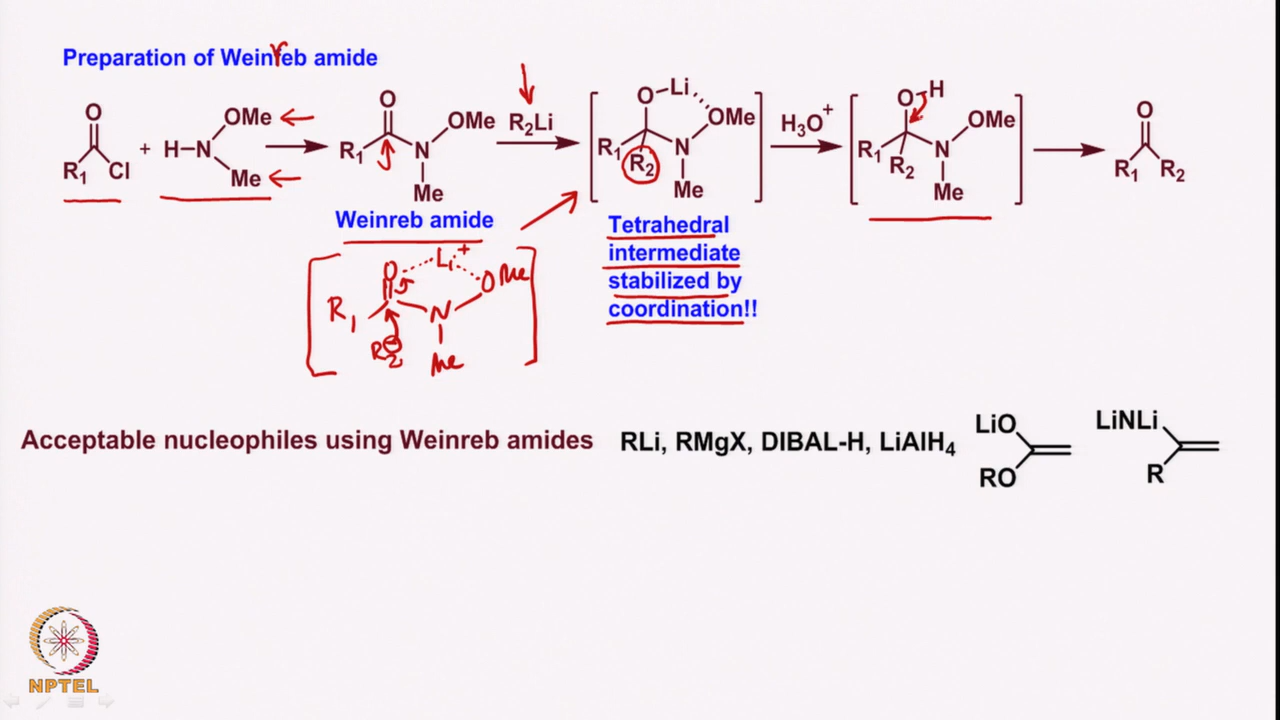 Preparation of Weinreb amide
O
R1 Cl
+
H-N OMe Me
O
R1 N OMe Me
Weinreb amide
R2Li
O-Li OMe
R1 R2 N Me
Tetrahedral
intermediate
stabilized by
coordination!!
H3O+
O H
R1 R2 N OMe Me
O
R1 R2
O Li + OMe
R1 N
R2 ⊖ Me
Acceptable nucleophiles using Weinreb amides RLi, RMgX, DIBAL-H, LiAlH4
LiO
RO
LiNLi
R
NPTEL